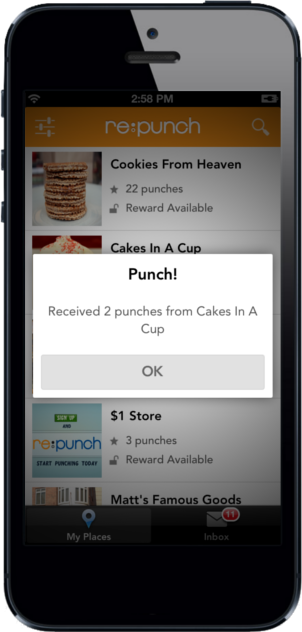 2:58 PM
re:punch
Cookies From Heaven
22 punches
Reward Available
Cakes In A Cup
Punch!
Received 2 punches from Cakes In A
Cup
OK
SIGN UP
AND
re:punch
START PUNCHING TODAY
$1 Store
3 punches
Reward Available
Matt's Famous Goods
My Places
11
Inbox